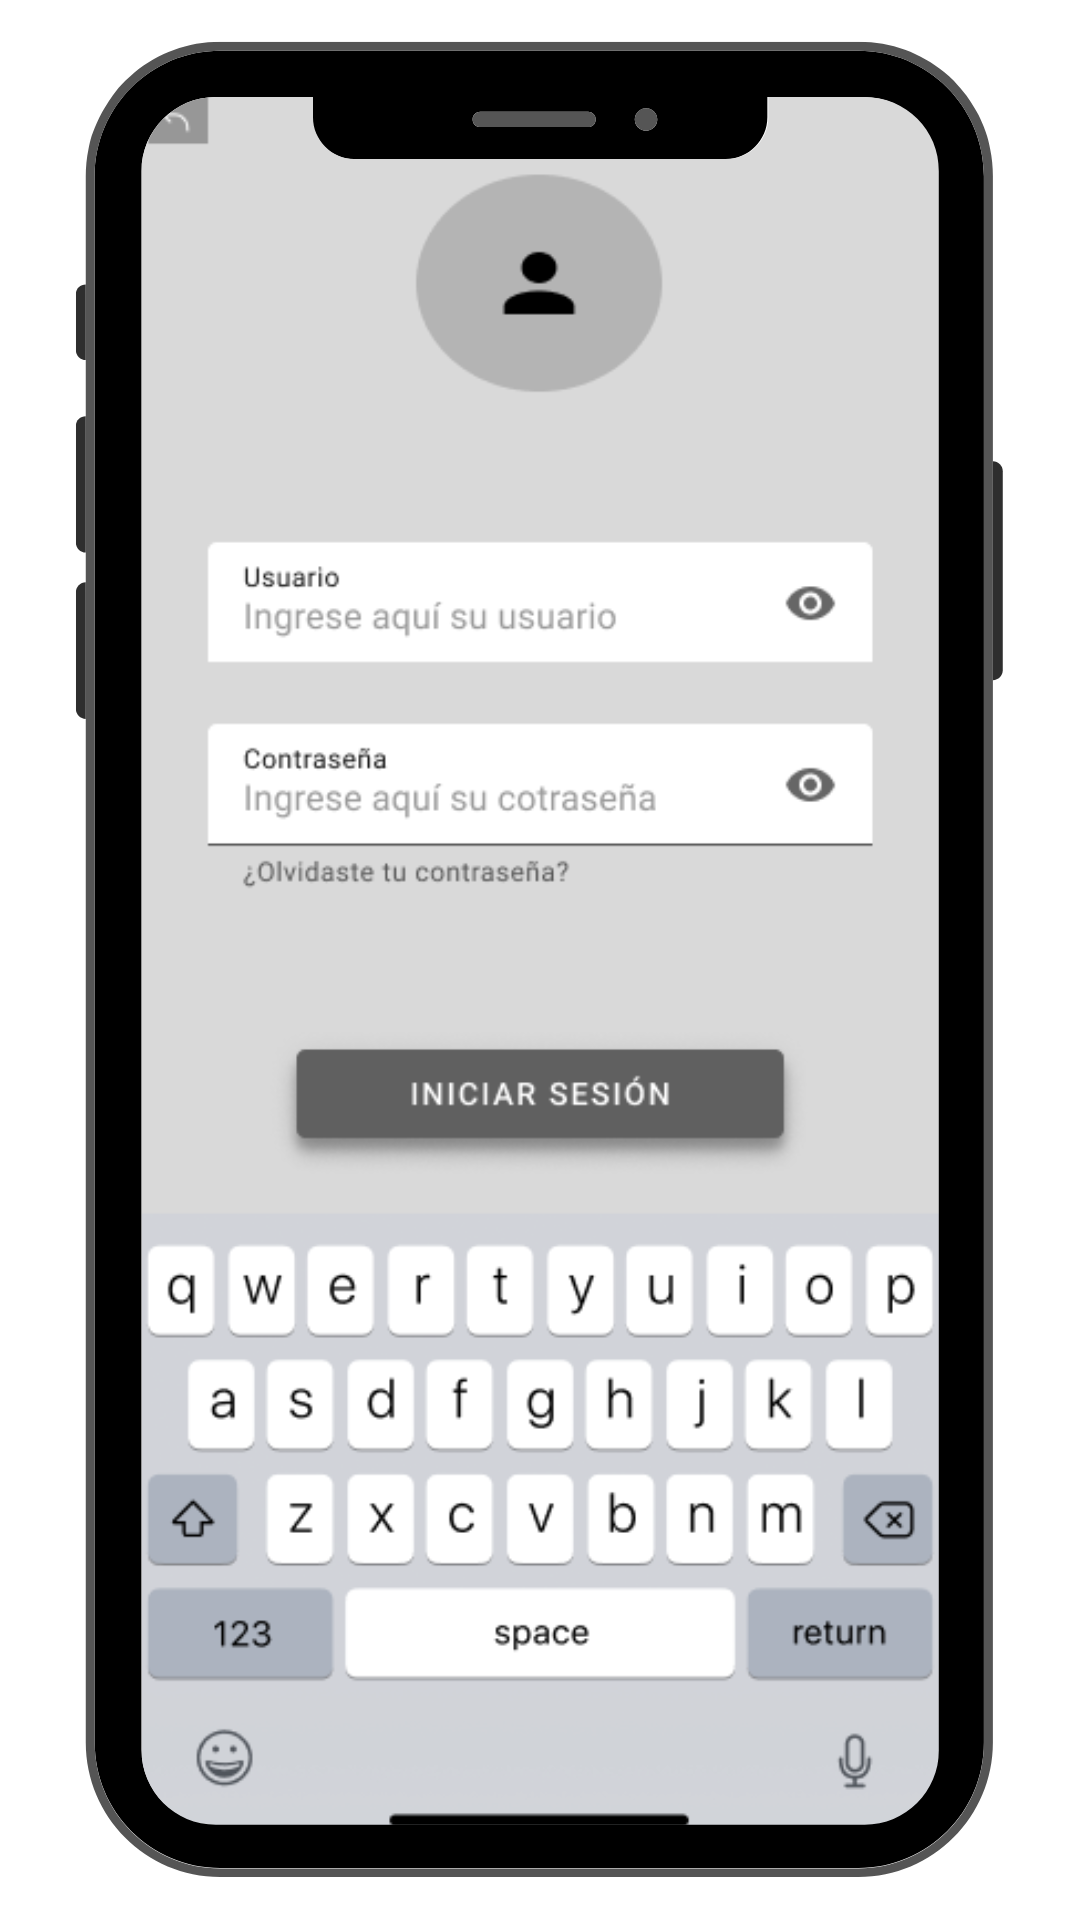 Usuario
Ingrese aquí su usuario
Contraseña
Ingrese aquí su cotraseña
¿Olvidaste tu contraseña?
INICIAR SESIÓN
q w e r t y u i o p
a s d f g h j k l
z x c v b n m
123 space return